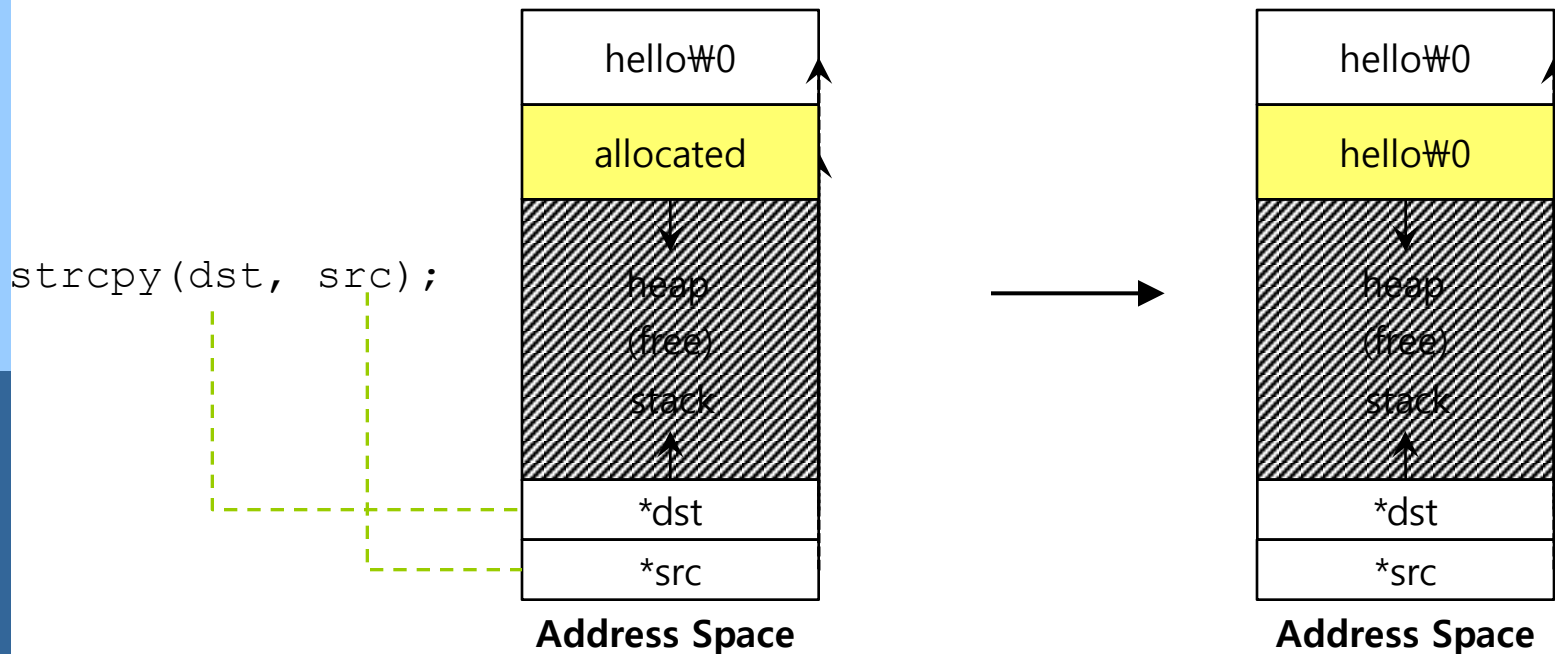 hello₩0
allocated
strcpy(dst, src);
heap
(free)
stack
*dst
*src
Address Space
hello₩0
hello₩0
heap
(free)
stack
*dst
*src
Address Space